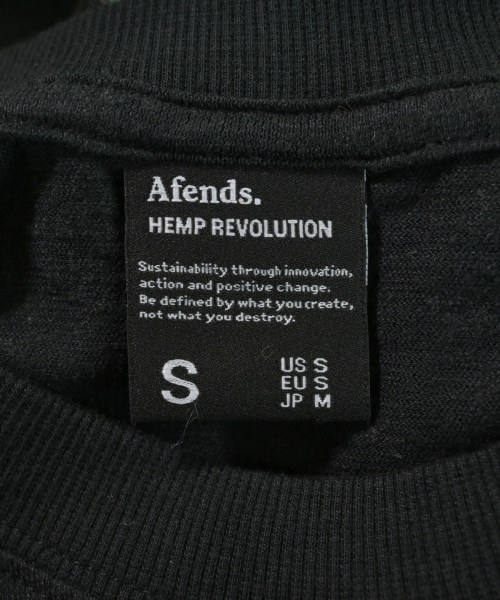 Afends.
HEMP REVOLUTION
Sustainability through innovation,
action and positive change.
Be defined by what you create,
not what you destroy.
S
US S
EU S
JP M